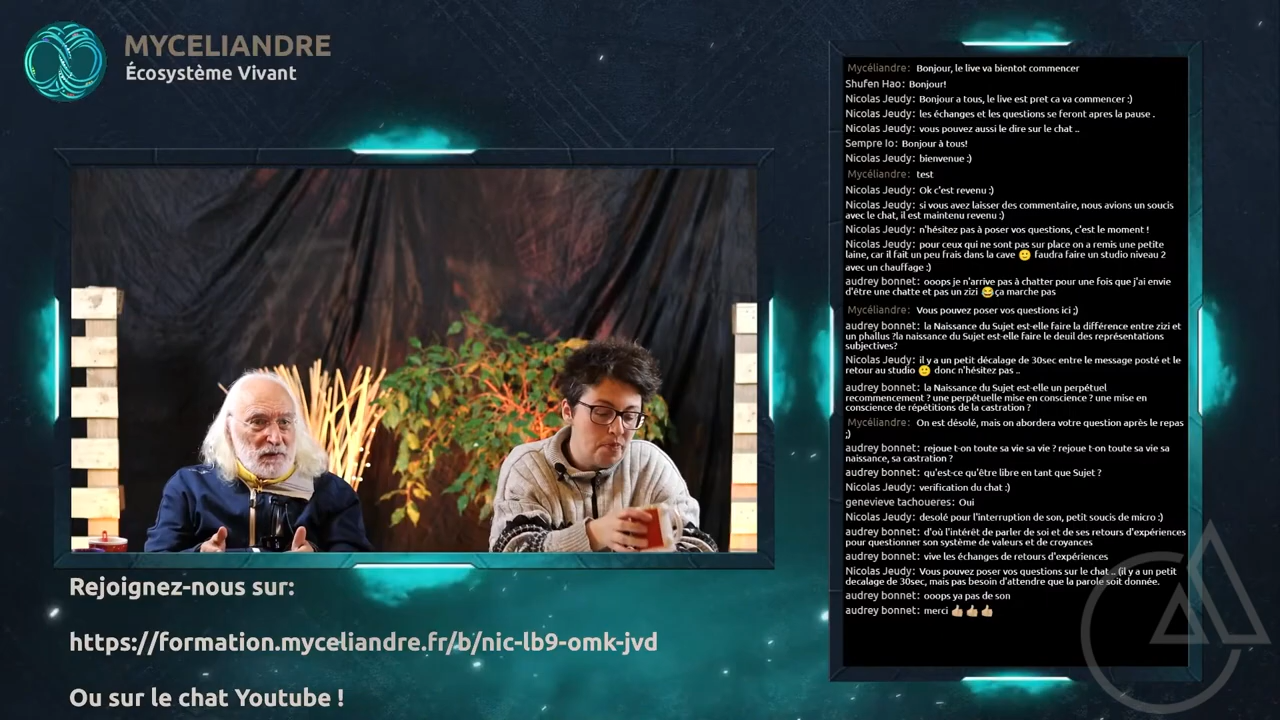 MYCELIANDRE
Écosystème Vivant
Mycéliandre: Bonjour, le live va bientot commencer
Shufen Hao: Bonjour!
Nicolas Jeudy: Bonjour a tous, le live est pret ca va commencer :)
Nicolas Jeudy: les échanges et les questions se feront apres la pause .
Nicolas Jeudy: vous pouvez aussi le dire sur le chat ..
Sempre Io: Bonjour à tous!
Nicolas Jeudy: bienvenue :)
Mycéliandre: test
Nicolas Jeudy: Ok c'est revenu :)
Nicolas Jeudy: si vous avez laisser des commentaire, nous avions un soucis
avec le chat, il est maintenu revenu :)
Nicolas Jeudy: n'hésitez pas à poser vos questions, c'est le moment !
Nicolas Jeudy: pour ceux qui ne sont pas sur place on a remis une petite
laine, car il fait un peu frais dans la cave 🙂 faudra faire un studio niveau 2
avec un chauffage :)
audrey bonnet: ooops je n'arrive pas à chatter pour une fois que j'ai envie
d'être une chatte et pas un zizi 😂ça marche pas
Mycéliandre: Vous pouvez poser vos questions ici ;)
audrey bonnet: la Naissance du Sujet est-elle faire la différence entre zizi et
un phallus ?la naissance du Sujet est-elle faire le deuil des représentations
subjectives?
Nicolas Jeudy: il y a un petit décalage de 30sec entre le message posté et le
retour au studio 🙂 donc n'hésitez pas ..
audrey bonnet: la Naissance du Sujet est-elle un perpétuel
recommencement ? une perpétuelle mise en conscience ? une mise en
conscience de répétitions de la castration ?
Mycéliandre: On est désolé, mais on abordera votre question après le repas
;)
audrey bonnet: rejoue t-on toute sa vie sa vie ? rejoue t-on toute sa vie sa
naissance, sa castration ?
audrey bonnet: qu'est-ce qu'être libre en tant que Sujet ?
Nicolas Jeudy: verification du chat :)
genevieve tachoueres: Oui
Nicolas Jeudy: desolé pour l'interruption de son, petit soucis de micro :)
audrey bonnet: d'où l'intérêt de parler de soi et de ses retours d'expériences
pour questionner son système de valeurs et de croyances
audrey bonnet: vive les échanges de retours d'expériences
Nicolas Jeudy: Vous pouvez poser vos questions sur le chat .. (il y a un petit
decalage de 30sec, mais pas besoin d'attendre que la parole soit donnée.
audrey bonnet: ooops ya pas de son
audrey bonnet: merci 👍🏼👍🏼👍🏼
Rejoignez-nous sur:
https://formation.myceliandre.fr/b/nic-lb9-omk-jvd
Ou sur le chat Youtube !